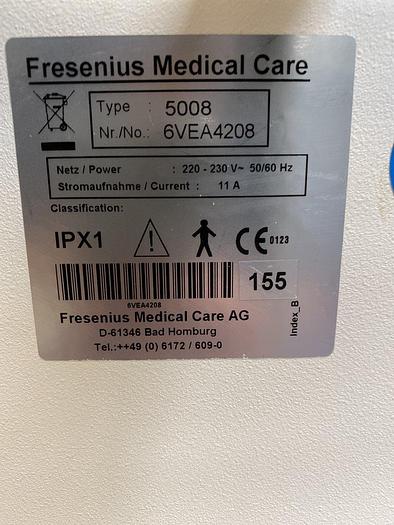 Fresenius Medical Care
Type : 5008
Nr./No.: 6VEA4208
Netz / Power : 220 - 230 V~ 50/60 Hz
Stromaufnahme / Current : 11 A
Classification:
IPX1
CE 0123
155
6VEA4208
Fresenius Medical Care AG
D-61346 Bad Homburg
Tel.:++49 (0) 6172 / 609-0
Index_B